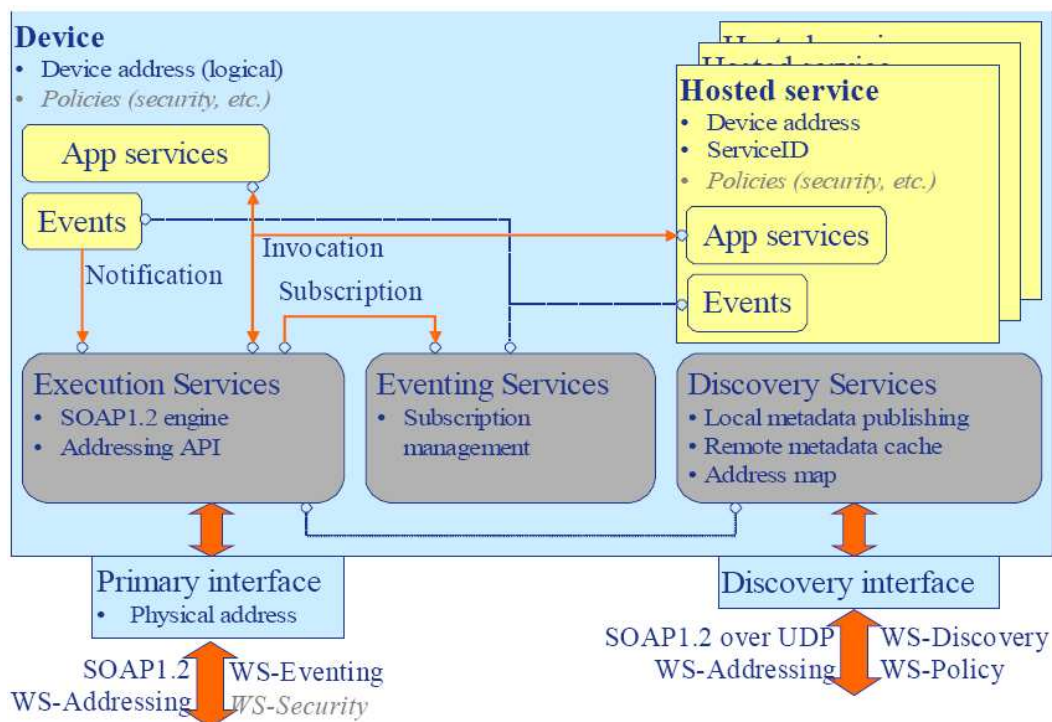 Device
• Device address (logical)
• Policies (security, etc.)
App services
Events
Notification
Invocation
Subscription
Hosted service
• Device address
• ServiceID
• Policies (security, etc.)
App services
Events
Execution Services
• SOAP1.2 engine
• Addressing API
Eventing Services
• Subscription
management
Discovery Services
• Local metadata publishing
• Remote metadata cache
• Address map
Primary interface
• Physical address
Discovery interface
SOAP1.2
WS-Addressing
WS-Eventing
WS-Security
SOAP1.2 over UDP
WS-Addressing
WS-Discovery
WS-Policy